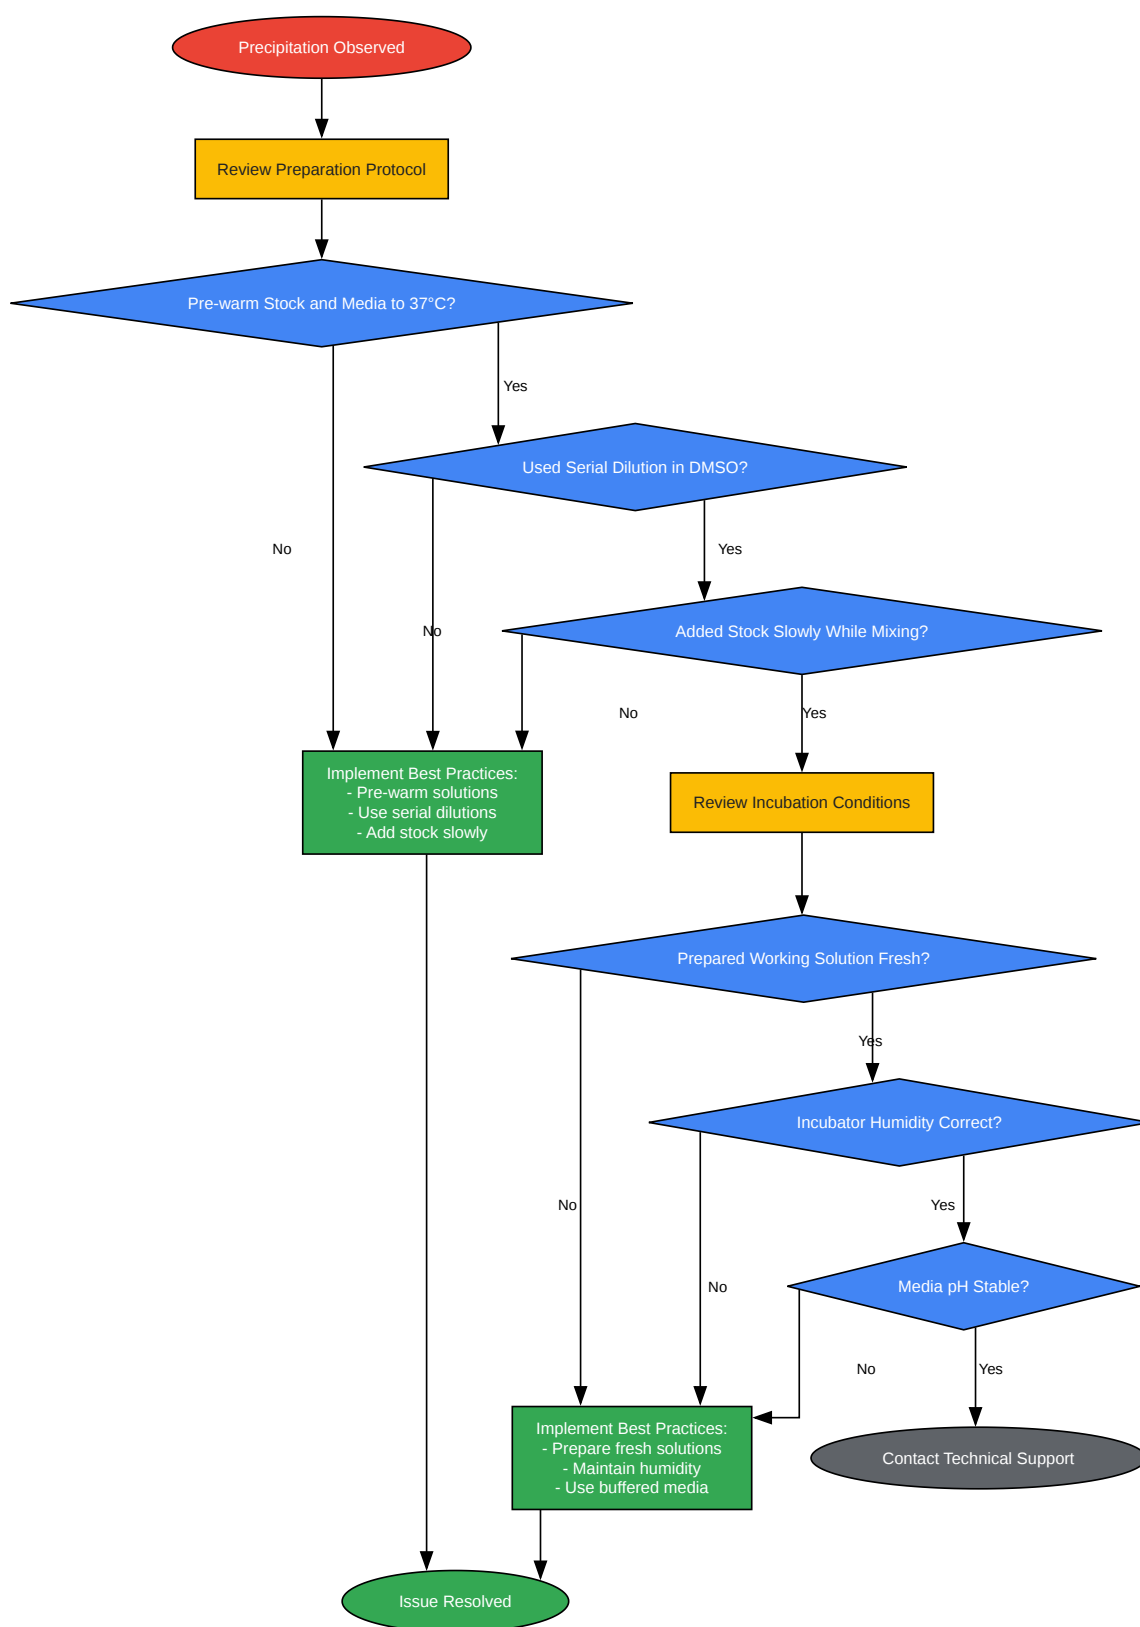 Precipitation Observed
Review Preparation Protocol
Pre-warm Stock and Media to 37°C?
Yes
Used Serial Dilution in DMSO?
No
Yes
No
Added Stock Slowly While Mixing?
No
Yes
Implement Best Practices:
- Pre-warm solutions
- Use serial dilutions
- Add stock slowly
Review Incubation Conditions
Prepared Working Solution Fresh?
Yes
Incubator Humidity Correct?
No
Yes
No
Media pH Stable?
No
Yes
Implement Best Practices:
- Prepare fresh solutions
- Maintain humidity
- Use buffered media
Contact Technical Support
Issue Resolved